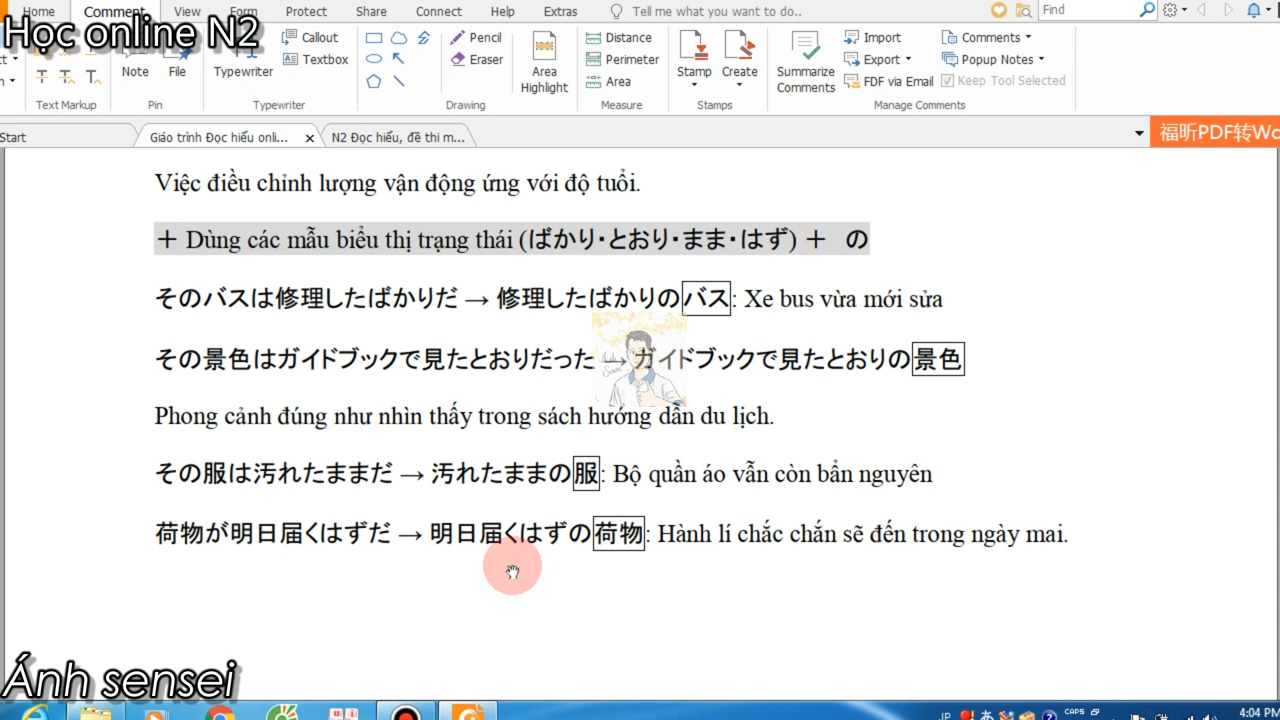 Home Comment View Form Protect Share Connect Help Extras Tell me what you want to do.. Find
Học online N2
Callout Pencil Distance Import Comments
Note File Typewriter Textbox Eraser Area Highlight Perimeter Stamp Create Summarize Comments Export Popup Notes
Area FDF via Email Keep Tool Selected
Text Markup Pin Typewriter Drawing Measure Stamps Manage Comments
Start Giáo trình Đọc hiểu onli... x N2 Đọc hiểu, đề thi m... 福昕PDF转Wo
Việc điều chỉnh lượng vận động ứng với độ tuổi.
＋ Dùng các mẫu biểu thị trạng thái (ばかり・とおり・まま・はず) ＋ の
そのバスは修理したばかりだ → 修理したばかりのバス: Xe bus vừa mới sửa
その景色はガイドブックで見たとおりだった → ガイドブックで見たとおりの景色
Phong cảnh đúng như nhìn thấy trong sách hướng dẫn du lịch.
その服は汚れたままだ → 汚れたままの服: Bộ quần áo vẫn còn bẩn nguyên
荷物が明日届くはずだ → 明日届くはずの荷物: Hành lí chắc chắn sẽ đến trong ngày mai.
Ánh sensei
JP あ CAPS 4:04 PM